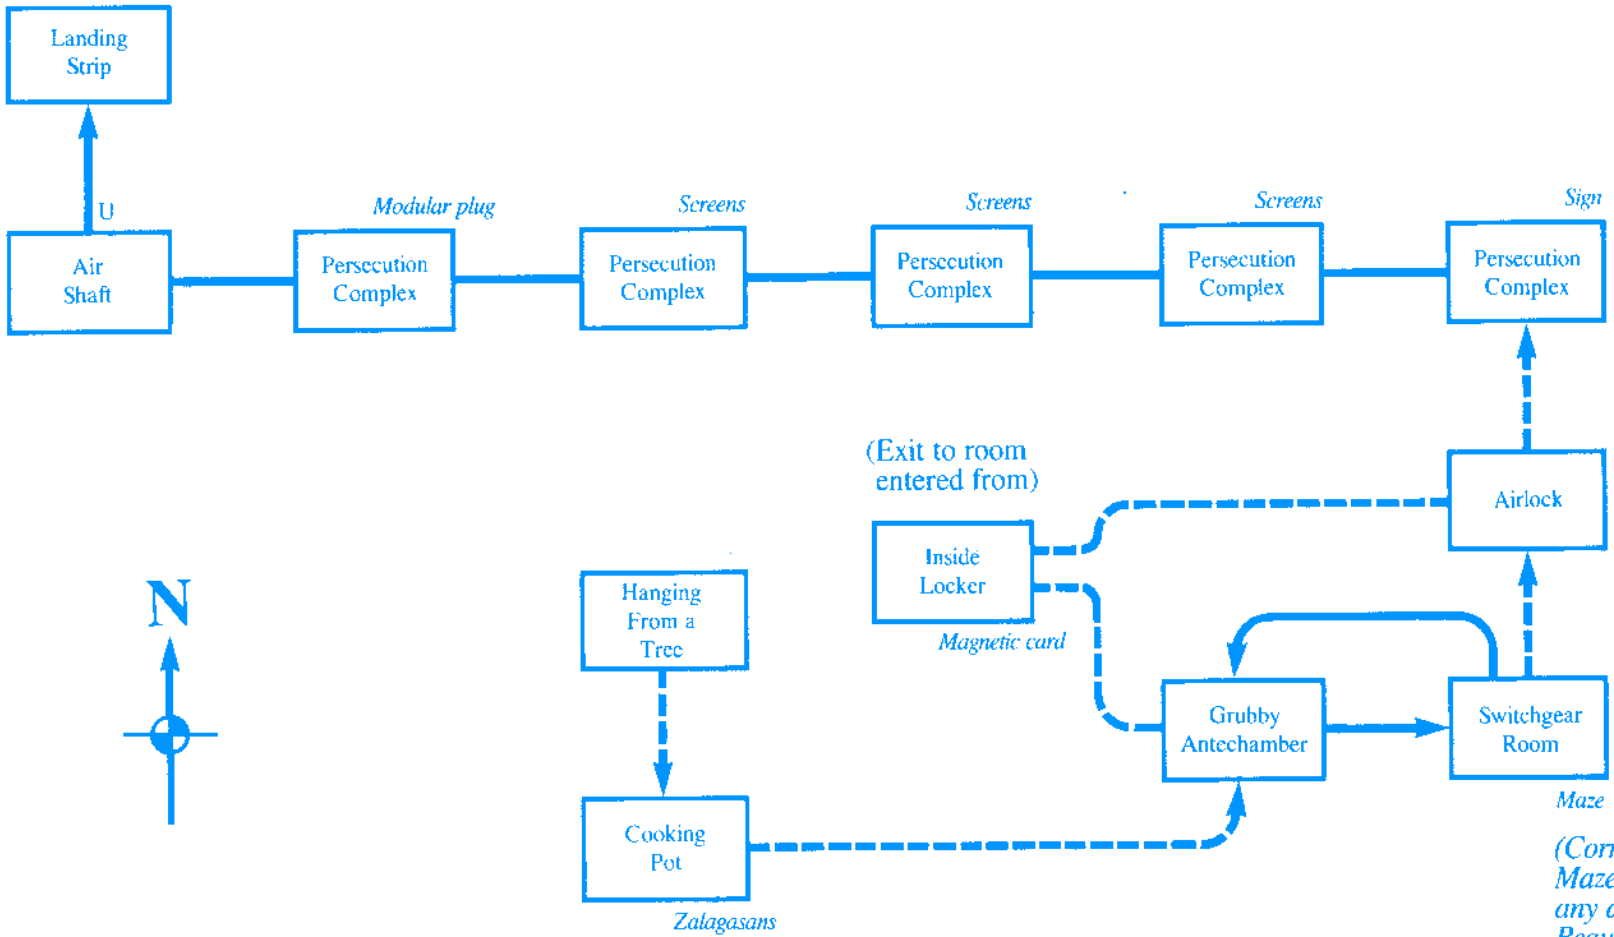 Landing
Strip
U
Modular plug
Screens
Screens
Screens
Sign
Air
Shaft
Persecution
Complex
Persecution
Complex
Persecution
Complex
Persecution
Complex
Persecution
Complex
(Exit to room
entered from)
Airlock
Inside
Locker
Magnetic card
N
Hanging
From a
Tree
Grubby
Antechamber
Switchgear
Room
Maze
Cooking
Pot
Zalagasans
Maze
any